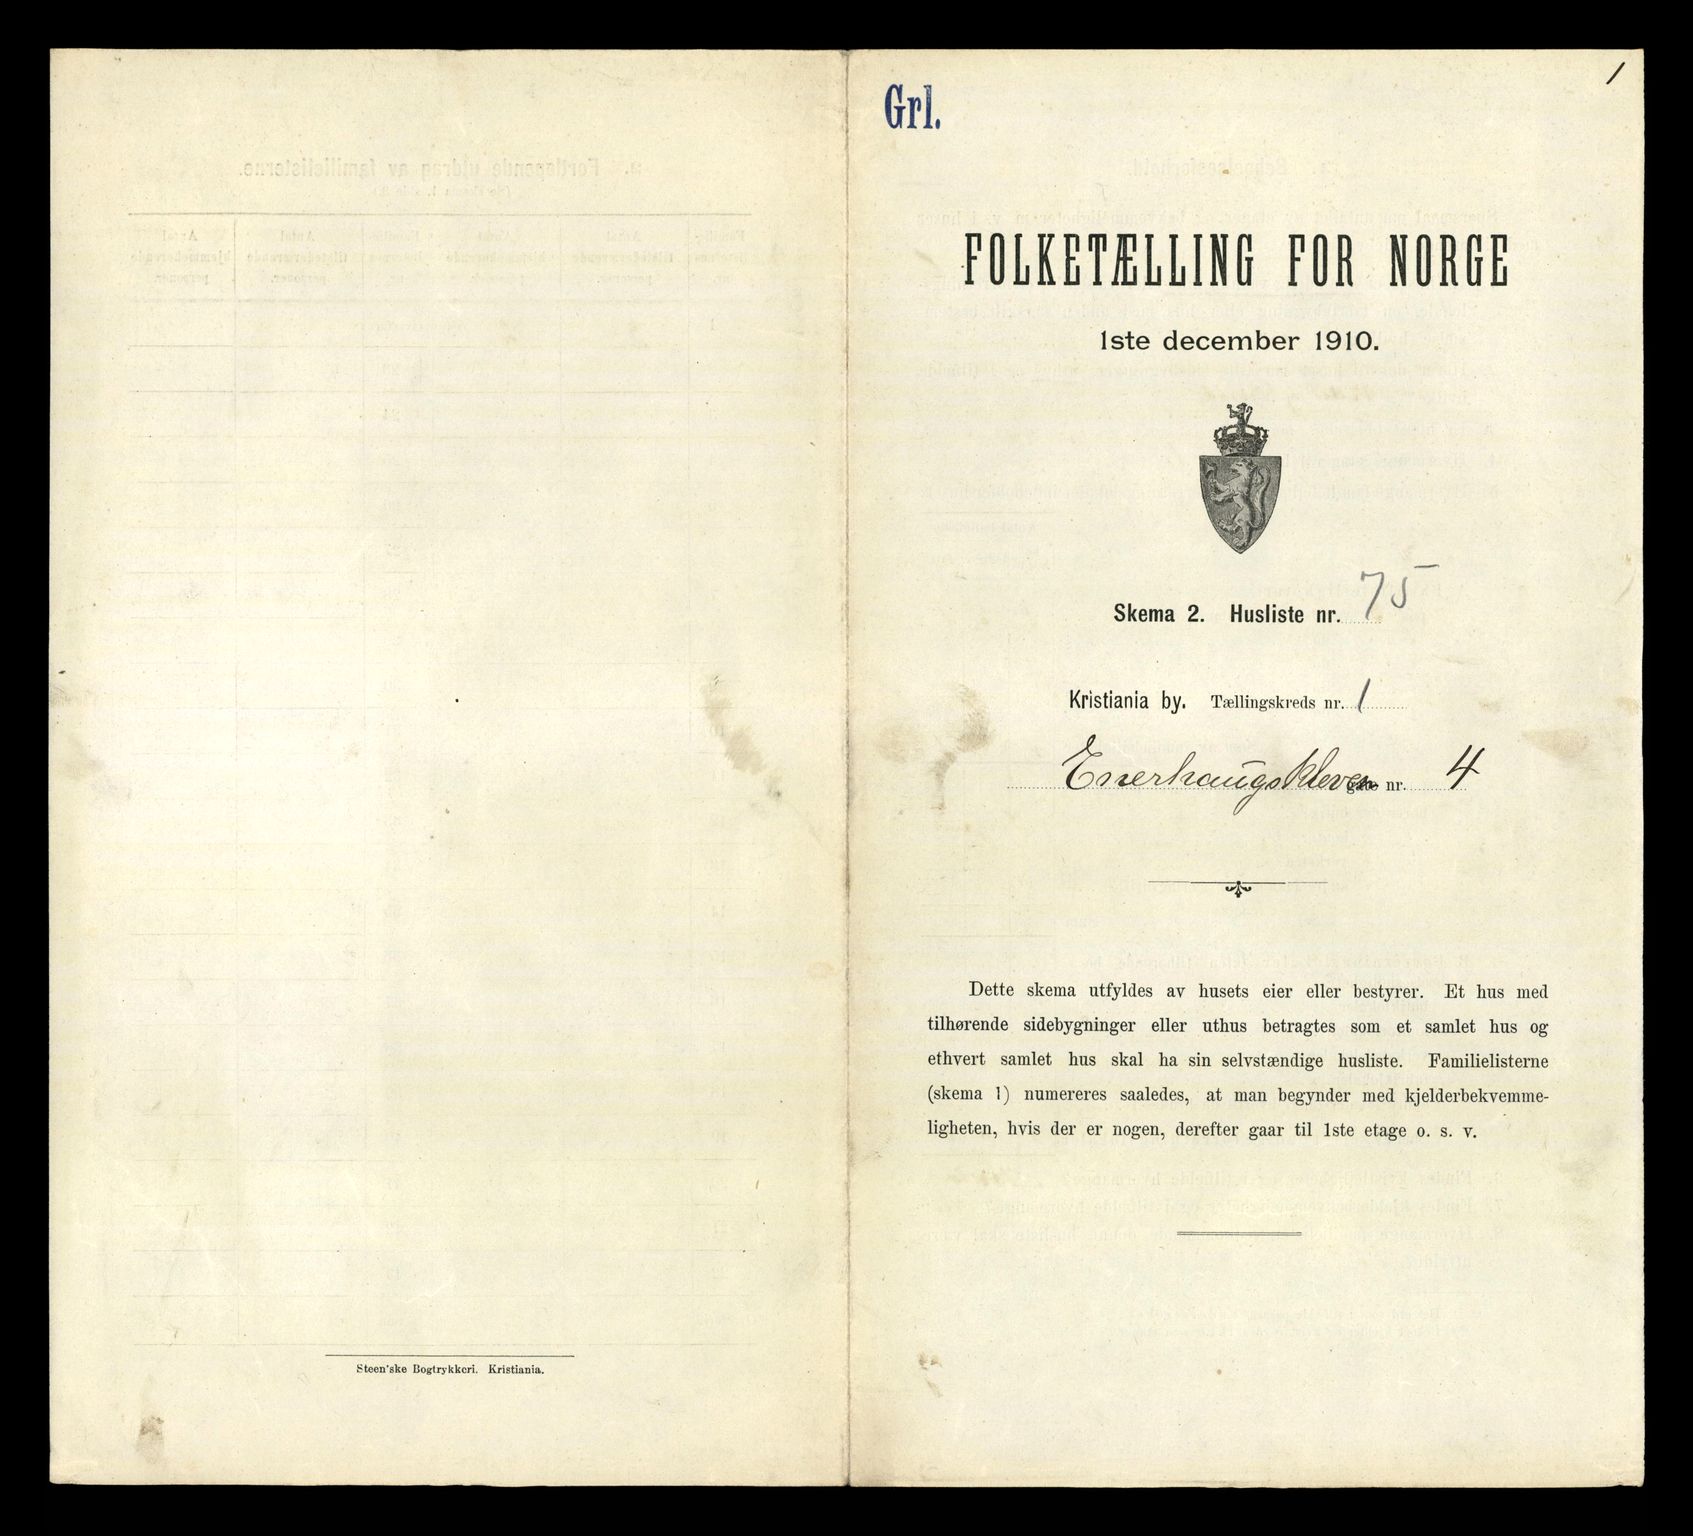 1
Grl.
FOLKETÆLLING FOR NORGE
1ste december 1910.
Skema 2. Husliste nr. 75
Kristiania by. Tællingskreds nr. 1
Enerhaugskleven gate nr. 4
Dette skema utfyldes av husets eier eller bestyrer. Et hus med
tilhørende sidebygninger eller uthus betragtes som et samlet hus og
ethvert samlet hus skal ha sin selvstændige husliste. Familielisterne
(skema 1) numereres saaledes, at man begynder med kjelderbekvemme-
ligheten, hvis der er nogen, derefter gaar til 1ste etage o. s. v.
Steen'ske Bogtrykkeri. Kristiania.